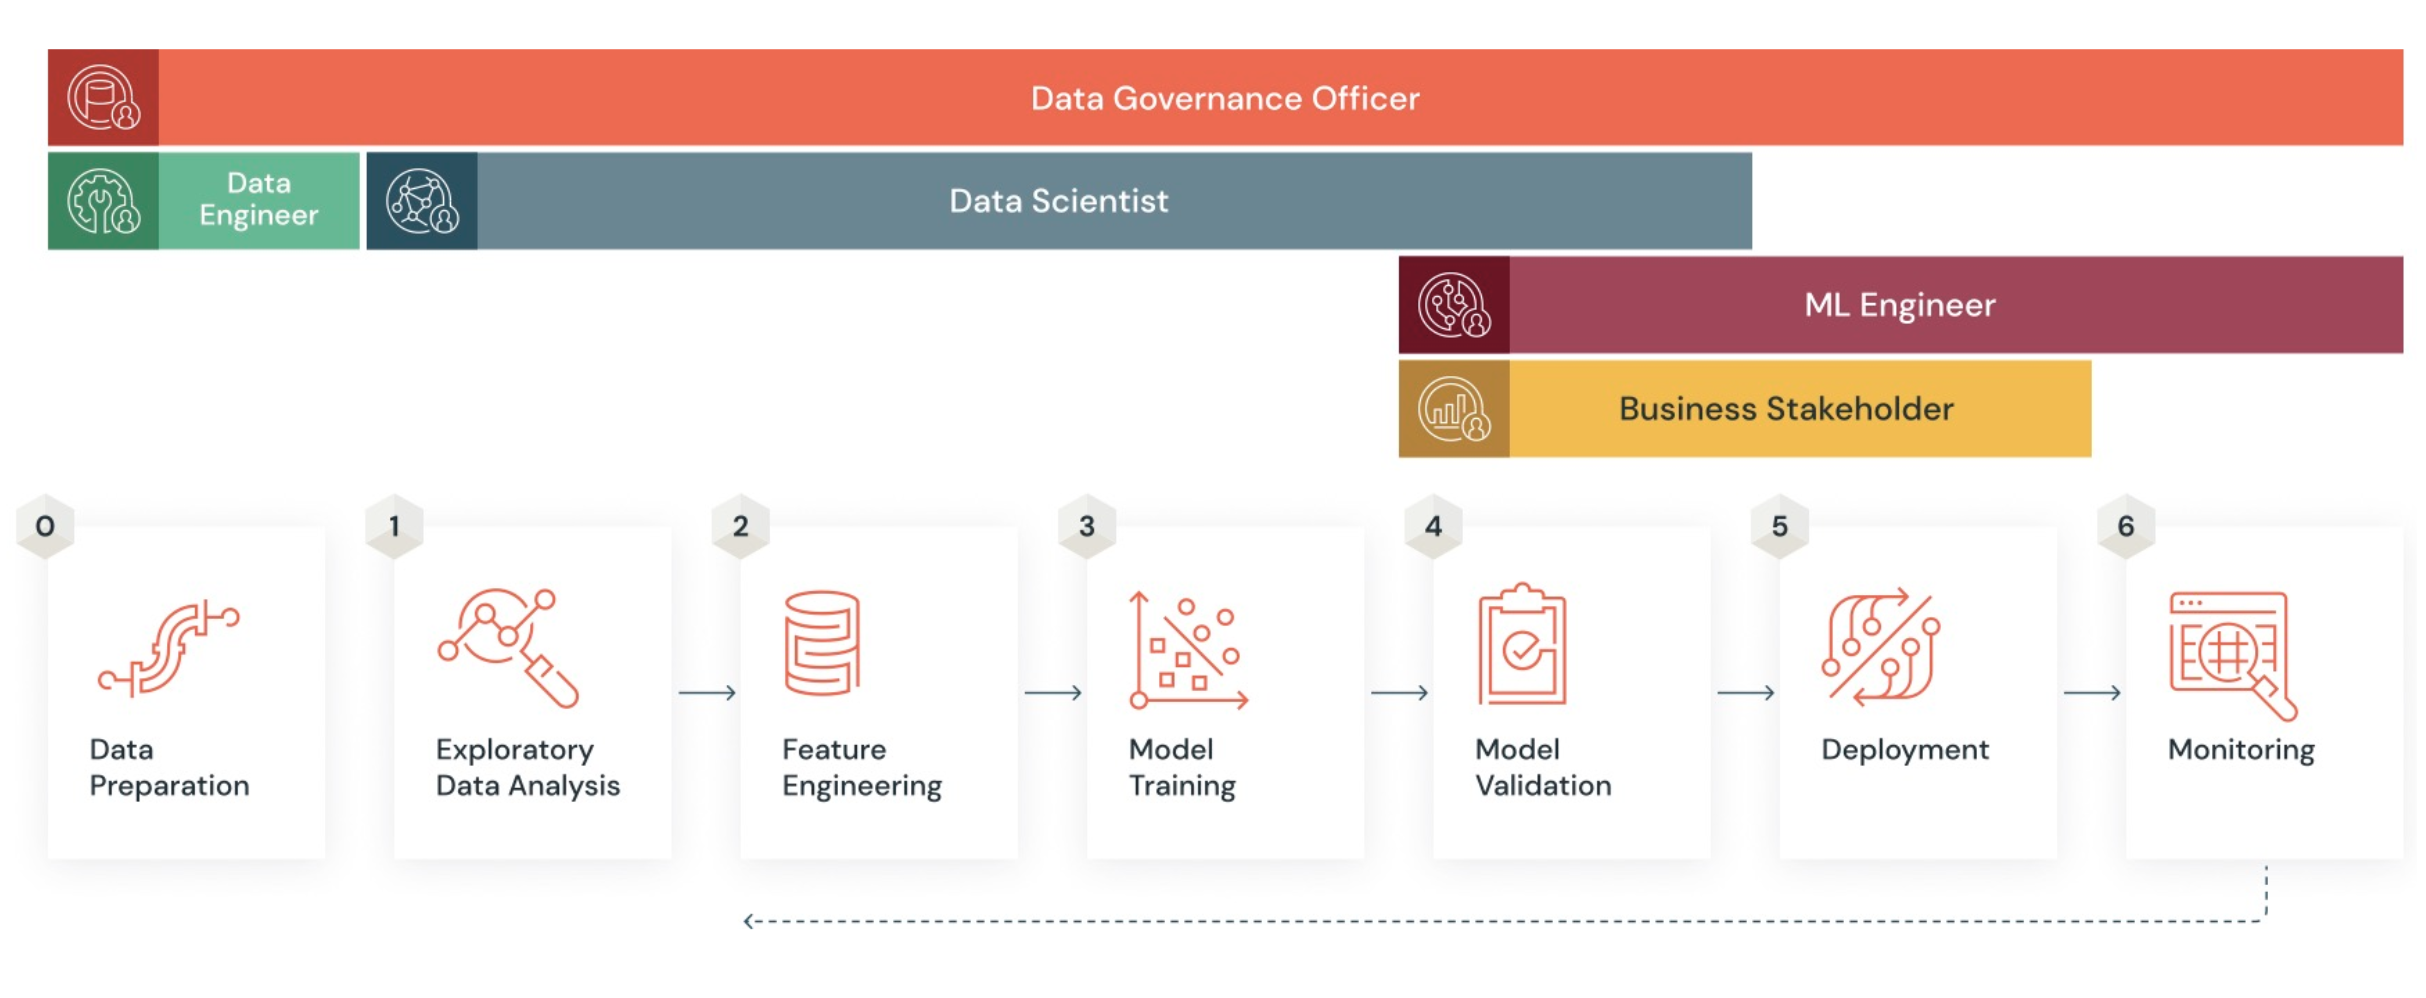 Data Governance Officer
Data
Engineer
Data Scientist
ML Engineer
Business Stakeholder
0
1
2
3
4
5
6
Data
Preparation
Exploratory
Data Analysis
Feature
Engineering
Model
Training
Model
Validation
Deployment
Monitoring